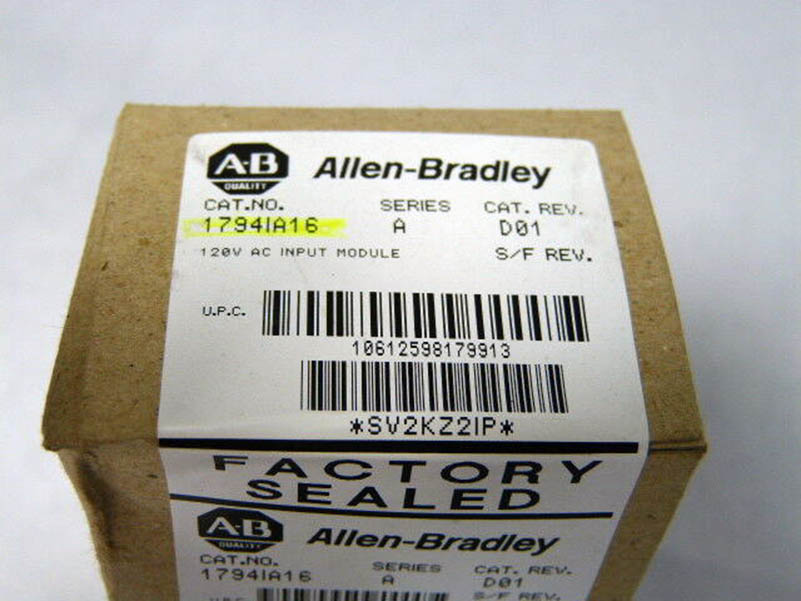 A-B Allen-Bradley
QUALITY
CAT.NO. SERIES CAT. REV.
1794IA16 A D01
120V AC INPUT MODULE S/F REV.
U.P.C.
10612598179913
*SV2KZ2IP*
FACTORY
SEALED
A-B Allen-Bradley
QUALITY
CAT.NO. SERIES CAT. REV.
1794IA16 A D01
S/F REV.